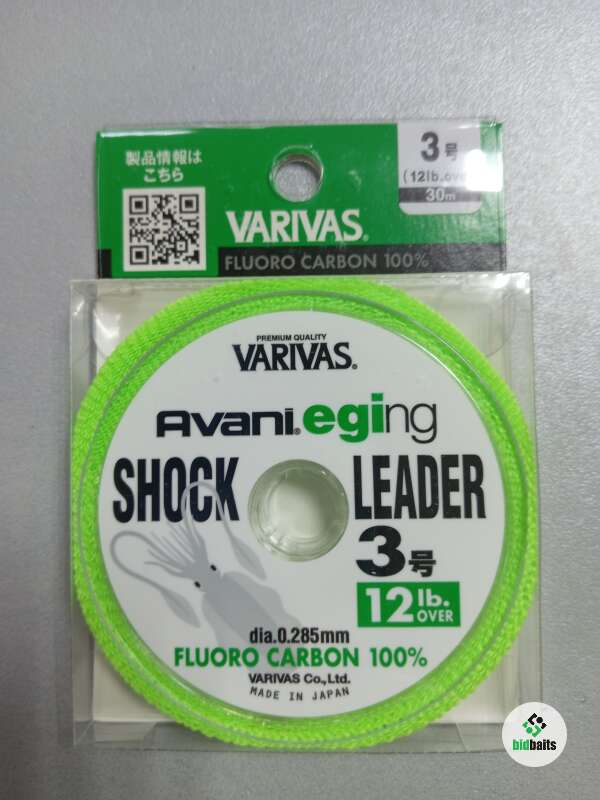 製品情報は
こちら
3号
(12lb.over
30m
VARIVAS®
FLUORO CARBON 100%
PREMIUM QUALITY
VARIVAS®
Avani® eging
SHOCK LEADER
3号
12lb.
OVER
dia.0.285mm
FLUORO CARBON 100%
VARIVAS Co.,Ltd.
MADE IN JAPAN
bidbaits